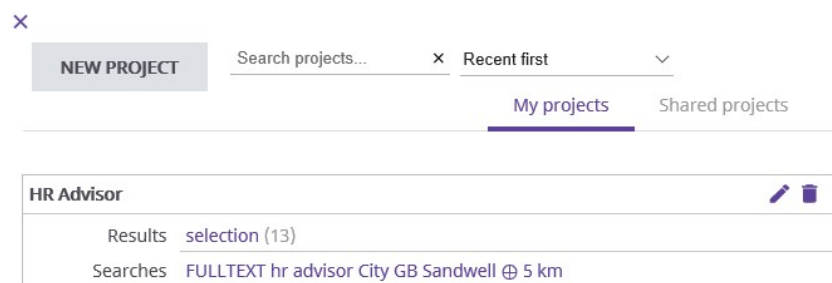 NEW PROJECT Search projects... × Recent first
My projects Shared projects
HR Advisor
Results selection (13)
Searches FULLTEXT hr advisor City GB Sandwell ⊕ 5 km